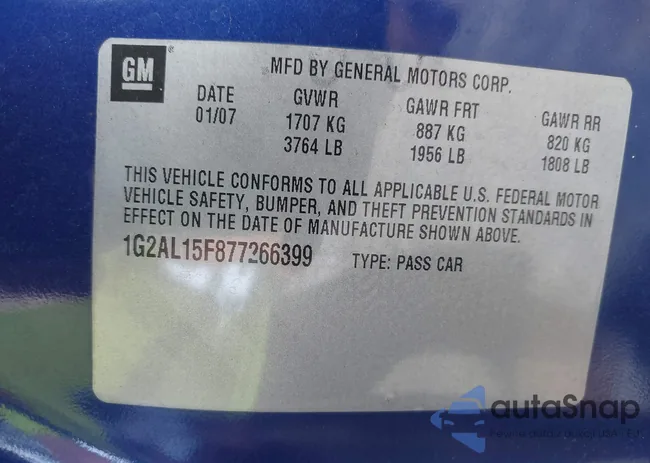 GM
MFD BY GENERAL MOTORS CORP.
DATE GVWR GAWR FRT GAWR RR
01/07 1707 KG 887 KG 820 KG
3764 LB 1956 LB 1808 LB
THIS VEHICLE CONFORMS TO ALL APPLICABLE U.S. FEDERAL MOTOR
VEHICLE SAFETY, BUMPER, AND THEFT PREVENTION STANDARDS IN
EFFECT ON THE DATE OF MANUFACTURE SHOWN ABOVE.
1G2AL15F877266399 TYPE: PASS CAR
autaSnap